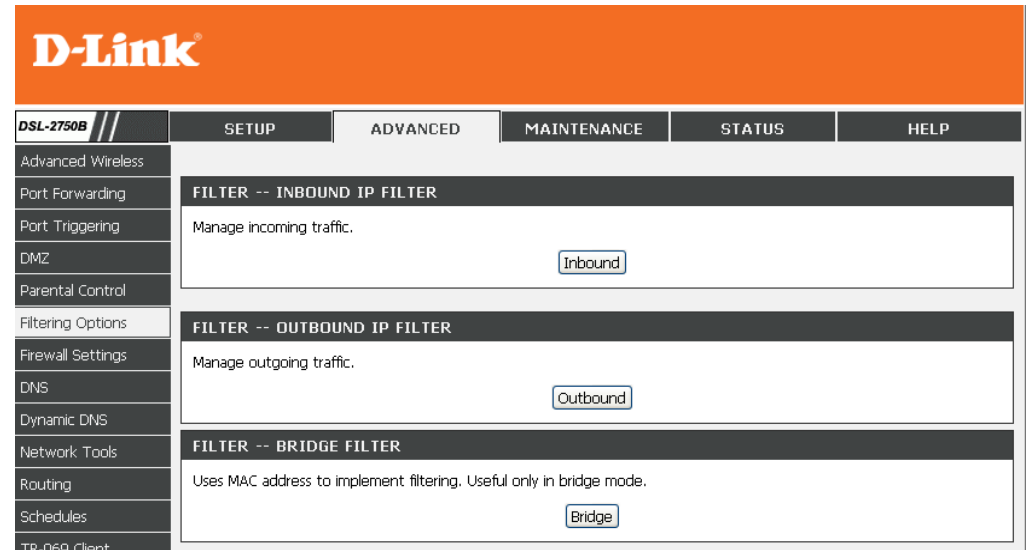 D-Link®
DSL-2750B
SETUP
ADVANCED
MAINTENANCE
STATUS
HELP
Advanced Wireless
Port Forwarding
Port Triggering
DMZ
Parental Control
Filtering Options
Firewall Settings
DNS
Dynamic DNS
Network Tools
Routing
Schedules
TR-069 Client
FILTER -- INBOUND IP FILTER
Manage incoming traffic.
Inbound
FILTER -- OUTBOUND IP FILTER
Manage outgoing traffic.
Outbound
FILTER -- BRIDGE FILTER
Uses MAC address to implement filtering. Useful only in bridge mode.
Bridge